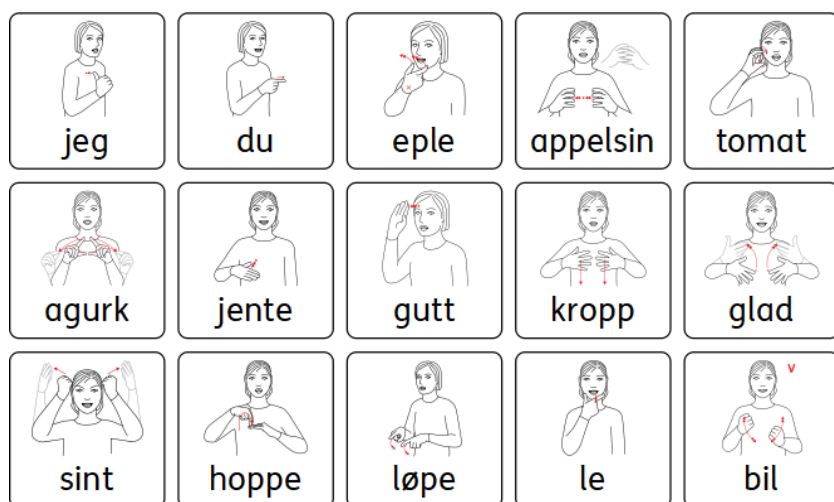 jeg du eple appelsin tomat
agurk jente gutt kropp glad
V
sint hoppe løpe le bil